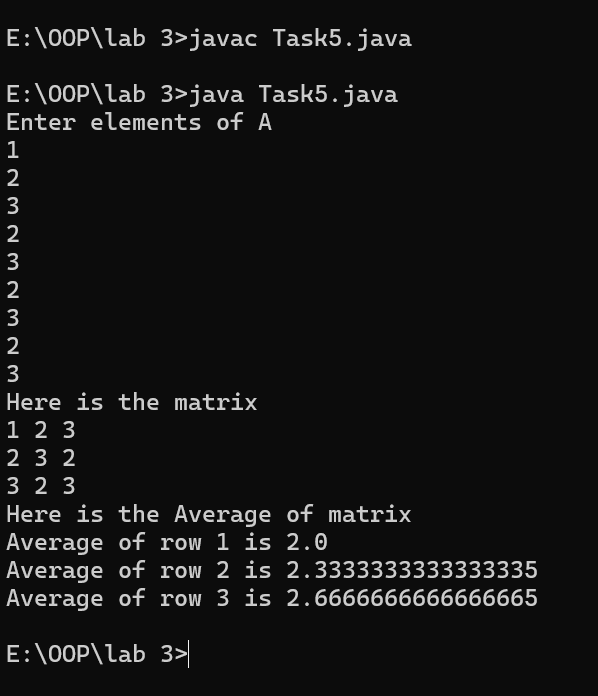 E:\OOP\lab 3>javac Task5.java
E:\OOP\lab 3>java Task5.java
Enter elements of A
1
2
3
2
3
2
3
2
3
Here is the matrix
1 2 3
2 3 2
3 2 3
Here is the Average of matrix
Average of row 1 is 2.0
Average of row 2 is 2.3333333333333335
Average of row 3 is 2.6666666666666665
E:\OOP\lab 3>